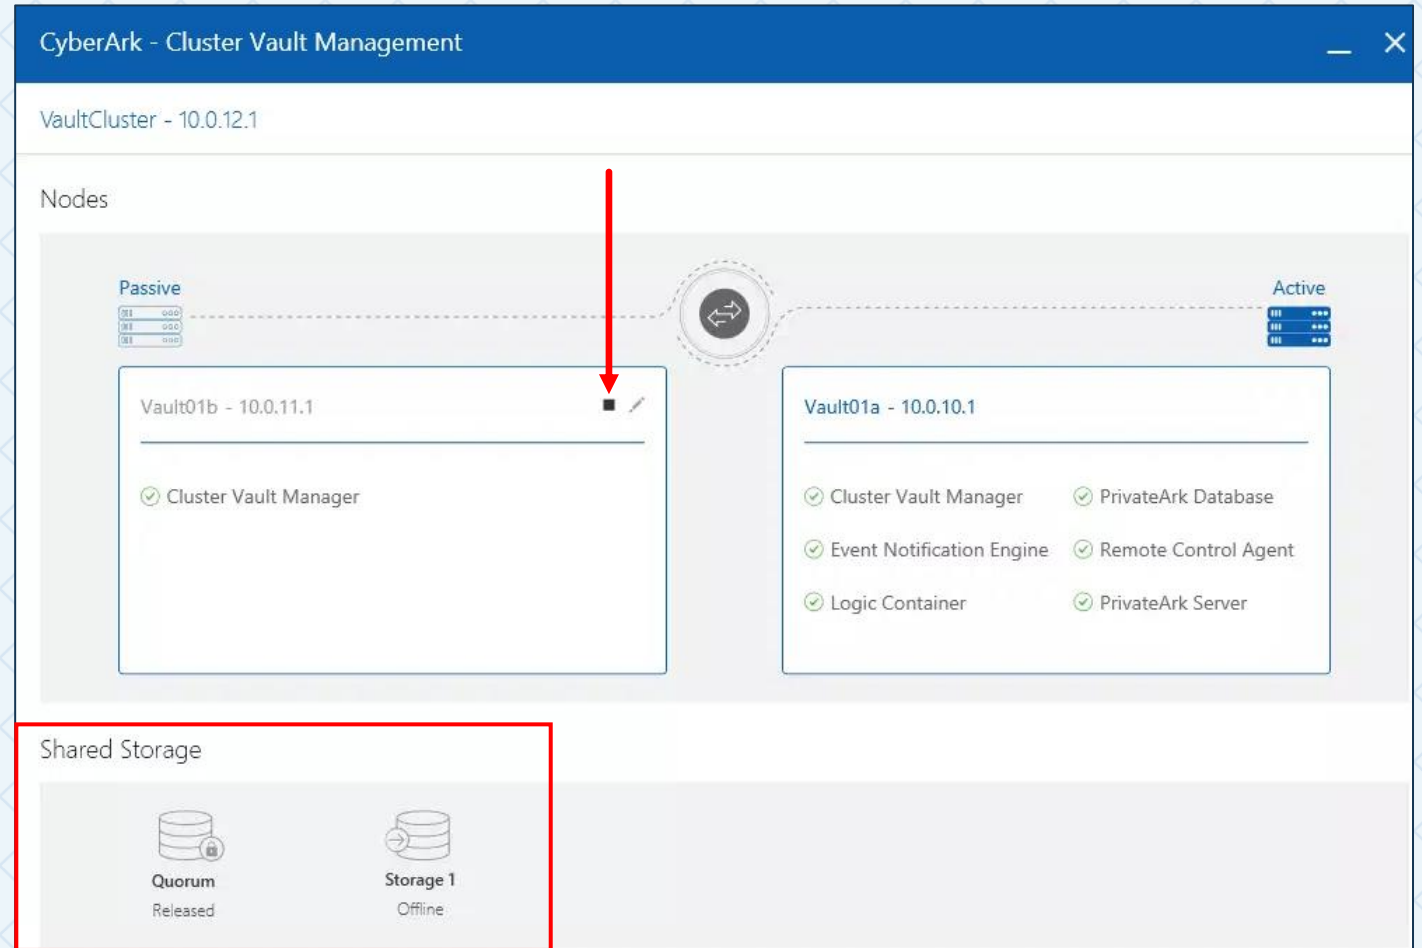 CyberArk - Cluster Vault Management
VaultCluster - 10.0.12.1
Nodes
Passive
Active
Vault01b - 10.0.11.1
Vault01a - 10.0.10.1
Cluster Vault Manager
Cluster Vault Manager
PrivateArk Database
Event Notification Engine
Remote Control Agent
Logic Container
PrivateArk Server
Shared Storage
Quorum
Storage 1
Released
Offline